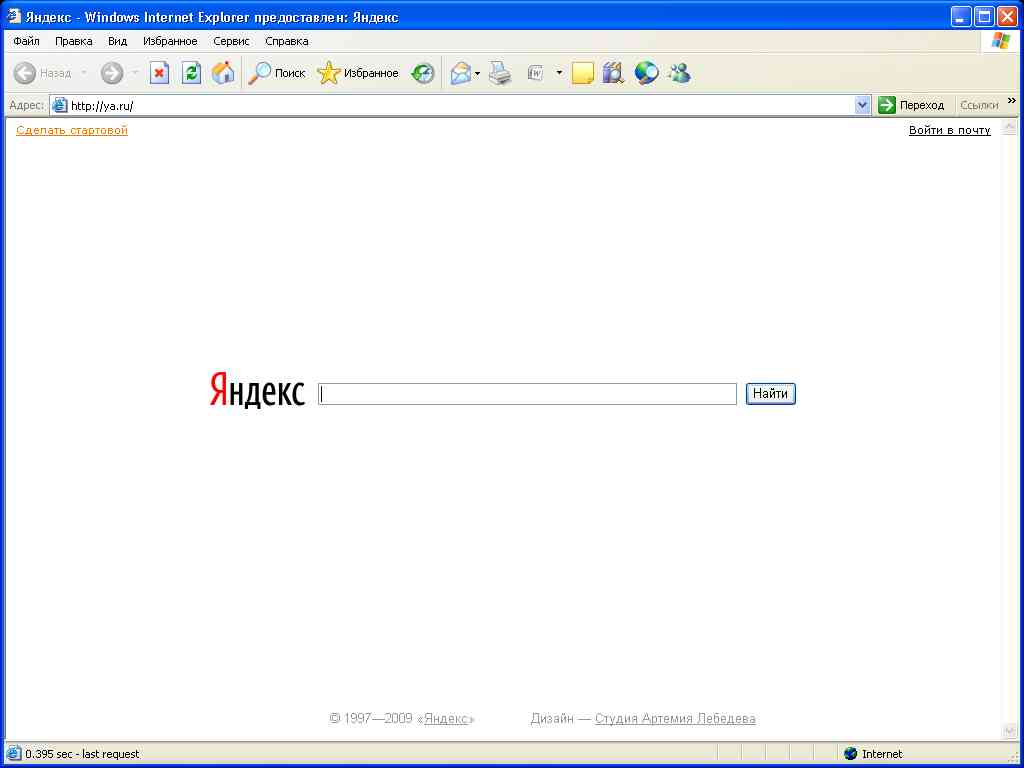 Яндекс - Windows Internet Explorer предоставлен: Яндекс
Файл Правка Вид Избранное Сервис Справка
Назад Поиск Избранное
Адрес: http://ya.ru/ Переход Ссылки »
Сделать стартовой Войти в почту
Яндекс Найти
© 1997—2009 «Яндекс» Дизайн — Студия Артемия Лебедева
0.395 sec - last request Internet